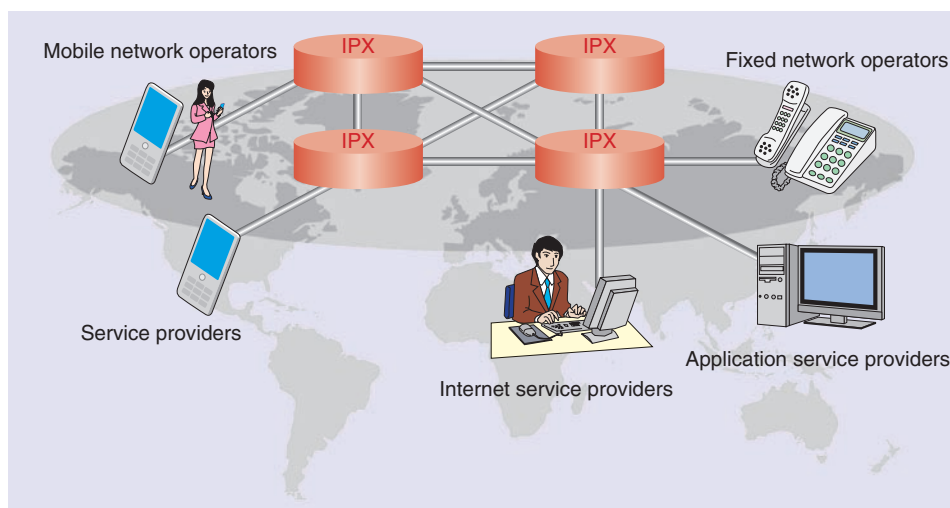 IPX
IPX
Mobile network operators
Fixed network operators
IPX
IPX
Service providers
Internet service providers
Application service providers